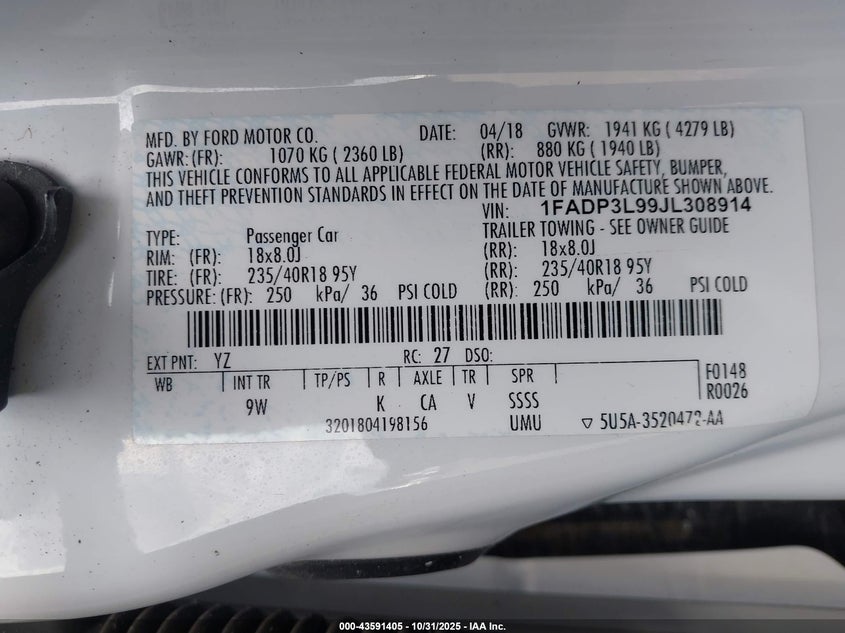 MFD. BY FORD MOTOR CO. DATE: 04/18 GVWR: 1941 KG ( 4279 LB)
GAWR: (FR): 1070 KG ( 2360 LB) (RR): 880 KG ( 1940 LB)
THIS VEHICLE CONFORMS TO ALL APPLICABLE FEDERAL MOTOR VEHICLE SAFETY, BUMPER,
AND THEFT PREVENTION STANDARDS IN EFFECT ON THE DATE OF MANUFACTURE SHOWN ABOVE.
VIN: 1FADP3L99JL308914
TYPE: Passenger Car TRAILER TOWING - SEE OWNER GUIDE
RIM: (FR): 18x8.0J (RR): 18x8.0J
TIRE: (FR): 235/40R18 95Y (RR): 235/40R18 95Y
PRESSURE: (FR): 250 kPa/ 36 PSI COLD (RR): 250 kPa/ 36 PSI COLD
EXT PNT: YZ RC: 27 DSO:
WB INT TR TP/PS R AXLE TR SPR F0148
9W K CA V SSSS R0026
3201804198156 UMU ▽ 5U5A-3520472-AA
000-43591405 - 10/31/2025 - IAA Inc.